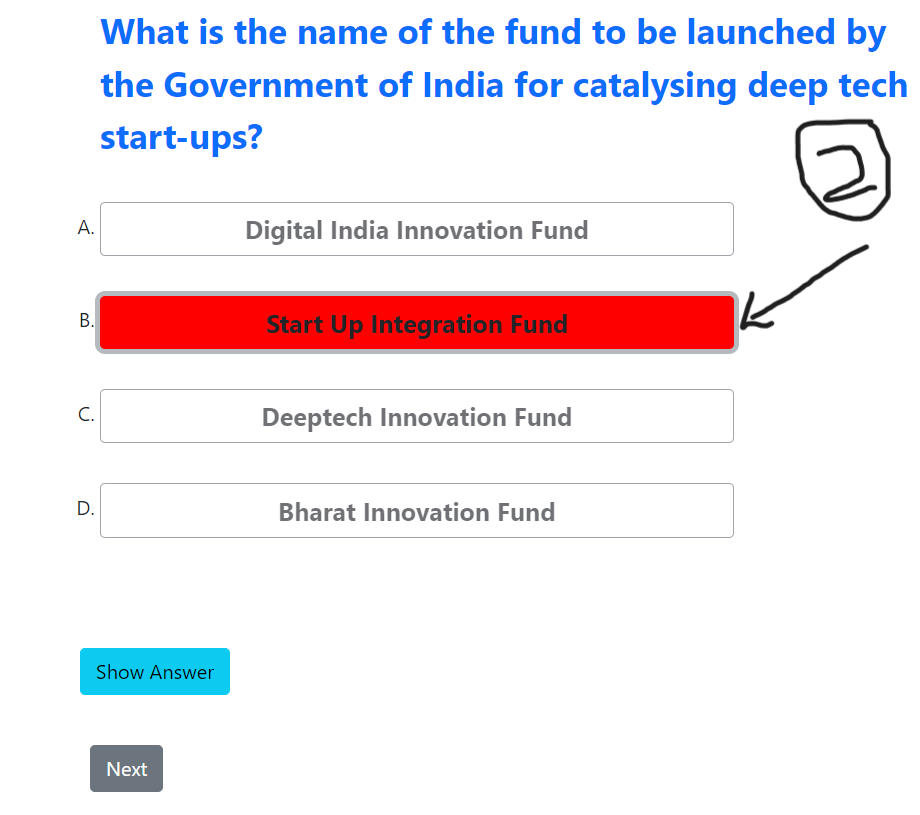 What is the name of the fund to be launched by
the Government of India for catalysing deep tech
start-ups?
2
A. Digital India Innovation Fund
B. Start Up Integration Fund
C. Deeptech Innovation Fund
D. Bharat Innovation Fund
Show Answer
Next